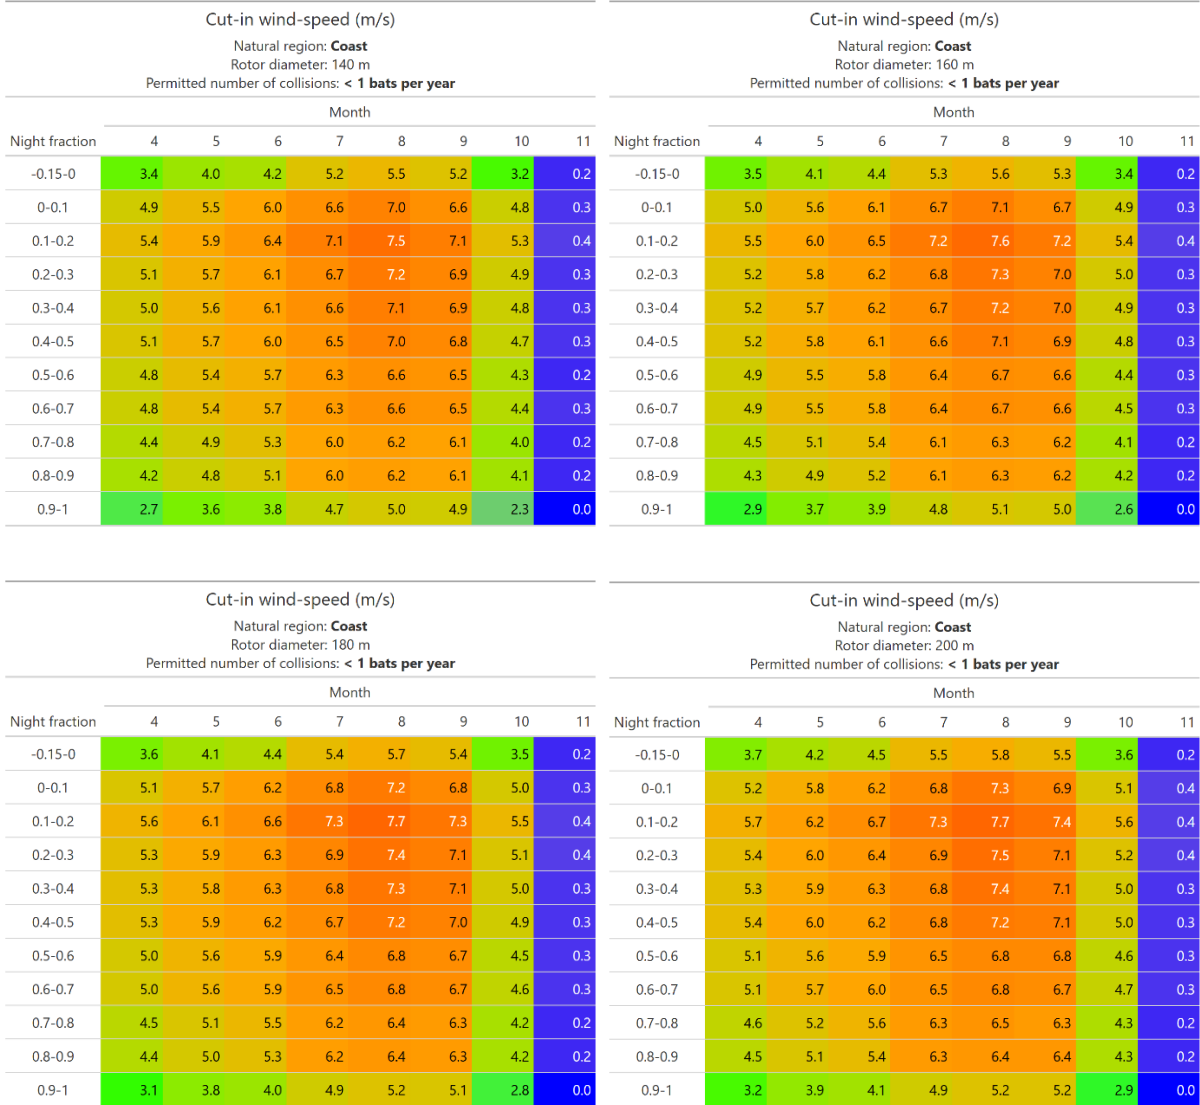 Cut-in wind-speed (m/s)
Natural region: Coast
Rotor diameter: 140 m
Permitted number of collisions: < 1 bats per year
Month
Night fraction 4 5 6 7 8 9 10 11
-0.15-0 3.4 4.0 4.2 5.2 5.5 5.2 3.2 0.2
0-0.1 4.9 5.5 6.0 6.6 7.0 6.6 4.8 0.3
0.1-0.2 5.4 5.9 6.4 7.1 7.5 7.1 5.3 0.4
0.2-0.3 5.1 5.7 6.1 6.7 7.2 6.9 4.9 0.3
0.3-0.4 5.0 5.6 6.1 6.6 7.1 6.9 4.8 0.3
0.4-0.5 5.1 5.7 6.0 6.5 7.0 6.8 4.7 0.3
0.5-0.6 4.8 5.4 5.7 6.3 6.6 6.5 4.3 0.2
0.6-0.7 4.8 5.4 5.7 6.3 6.6 6.5 4.4 0.3
0.7-0.8 4.4 4.9 5.3 6.0 6.2 6.1 4.0 0.2
0.8-0.9 4.2 4.8 5.1 6.0 6.2 6.1 4.1 0.2
0.9-1 2.7 3.6 3.8 4.7 5.0 4.9 2.3 0.0
Cut-in wind-speed (m/s)
Natural region: Coast
Rotor diameter: 160 m
Permitted number of collisions: < 1 bats per year
Month
Night fraction 4 5 6 7 8 9 10 11
-0.15-0 3.5 4.1 4.4 5.3 5.6 5.3 3.4 0.2
0-0.1 5.0 5.6 6.1 6.7 7.1 6.7 4.9 0.3
0.1-0.2 5.5 6.0 6.5 7.2 7.6 7.2 5.4 0.4
0.2-0.3 5.2 5.8 6.2 6.8 7.3 7.0 5.0 0.3
0.3-0.4 5.2 5.7 6.2 6.7 7.2 7.0 4.9 0.3
0.4-0.5 5.2 5.8 6.1 6.6 7.1 6.9 4.8 0.3
0.5-0.6 4.9 5.5 5.8 6.4 6.7 6.6 4.4 0.3
0.6-0.7 4.9 5.5 5.8 6.4 6.7 6.6 4.5 0.3
0.7-0.8 4.5 5.1 5.4 6.1 6.3 6.2 4.1 0.2
0.8-0.9 4.3 4.9 5.2 6.1 6.3 6.2 4.2 0.2
0.9-1 2.9 3.7 3.9 4.8 5.1 5.0 2.6 0.0
Cut-in wind-speed (m/s)
Natural region: Coast
Rotor diameter: 180 m
Permitted number of collisions: < 1 bats per year
Month
Night fraction 4 5 6 7 8 9 10 11
-0.15-0 3.6 4.1 4.4 5.4 5.7 5.4 3.5 0.2
0-0.1 5.1 5.7 6.2 6.8 7.2 6.8 5.0 0.3
0.1-0.2 5.6 6.1 6.6 7.3 7.7 7.3 5.5 0.4
0.2-0.3 5.3 5.9 6.3 6.9 7.4 7.1 5.1 0.4
0.3-0.4 5.3 5.8 6.3 6.8 7.3 7.1 5.0 0.3
0.4-0.5 5.3 5.9 6.2 6.7 7.2 7.0 4.9 0.3
0.5-0.6 5.0 5.6 5.9 6.4 6.8 6.7 4.5 0.3
0.6-0.7 5.0 5.6 5.9 6.5 6.8 6.7 4.6 0.3
0.7-0.8 4.5 5.1 5.5 6.2 6.4 6.3 4.2 0.2
0.8-0.9 4.4 5.0 5.3 6.2 6.4 6.3 4.2 0.2
0.9-1 3.1 3.8 4.0 4.9 5.2 5.1 2.8 0.0
Cut-in wind-speed (m/s)
Natural region: Coast
Rotor diameter: 200 m
Permitted number of collisions: < 1 bats per year
Month
Night fraction 4 5 6 7 8 9 10 11
-0.15-0 3.7 4.2 4.5 5.5 5.8 5.5 3.6 0.2
0-0.1 5.2 5.8 6.2 6.8 7.3 6.9 5.1 0.4
0.1-0.2 5.7 6.2 6.7 7.3 7.7 7.4 5.6 0.4
0.2-0.3 5.4 6.0 6.4 6.9 7.5 7.1 5.2 0.4
0.3-0.4 5.3 5.9 6.3 6.8 7.4 7.1 5.0 0.3
0.4-0.5 5.4 6.0 6.2 6.8 7.2 7.1 5.0 0.3
0.5-0.6 5.1 5.6 5.9 6.5 6.8 6.8 4.6 0.3
0.6-0.7 5.1 5.7 6.0 6.5 6.8 6.7 4.7 0.3
0.7-0.8 4.6 5.2 5.6 6.3 6.5 6.3 4.3 0.2
0.8-0.9 4.5 5.1 5.4 6.3 6.4 6.4 4.3 0.2
0.9-1 3.2 3.9 4.1 4.9 5.2 5.2 2.9 0.0